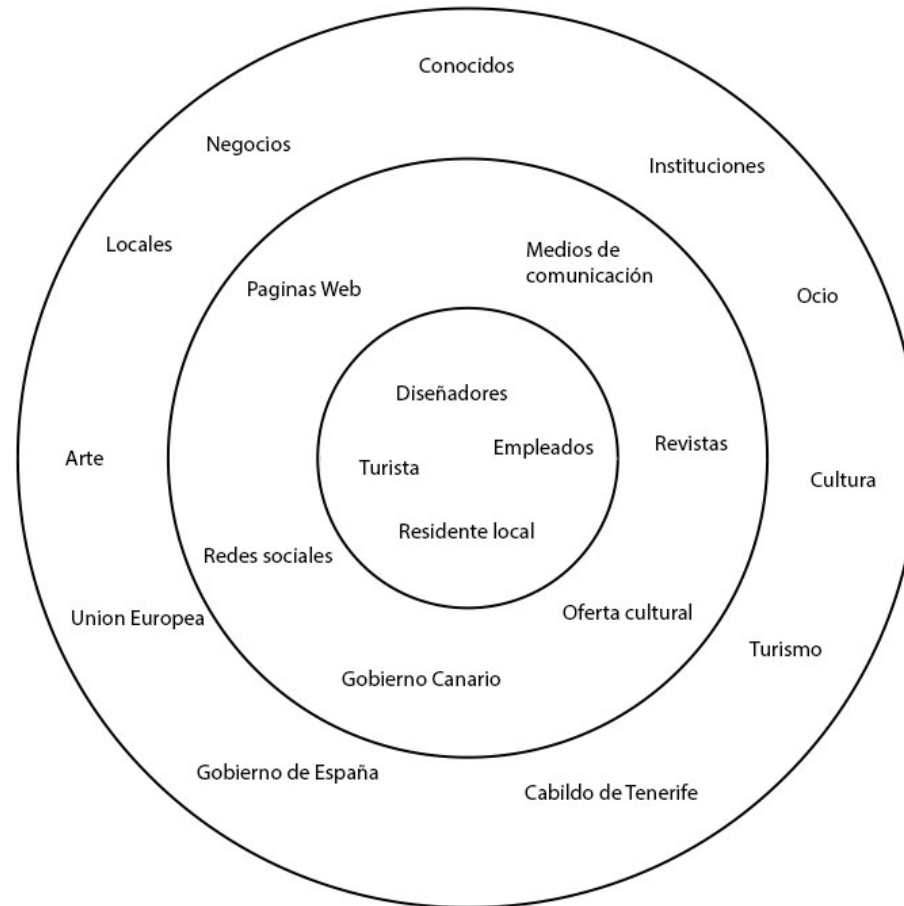 Conocidos
Negocios
Instituciones
Locales
Medios de
comunicación
Paginas Web
Ocio
Diseñadores
Empleados
Revistas
Arte
Turista
Cultura
Residente local
Redes sociales
Union Europea
Oferta cultural
Turismo
Gobierno Canario
Gobierno de España
Cabildo de Tenerife